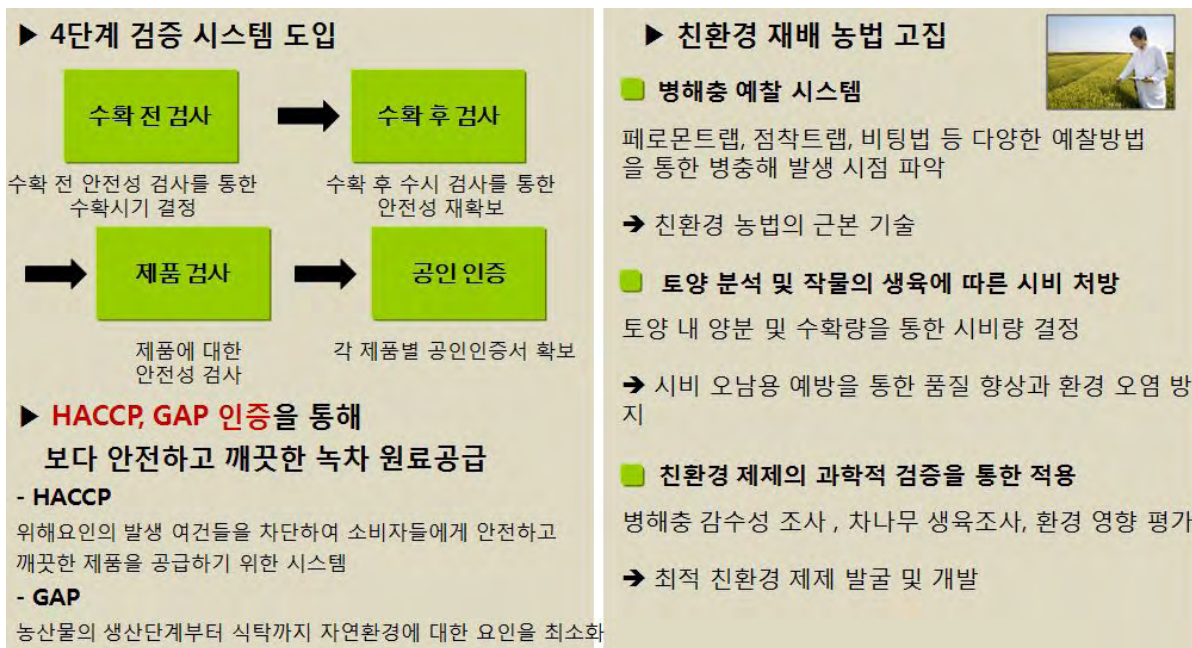 ▶ 4단계 검증 시스템 도입
수확 전 검사
수확 후 검사
수확 전 안전성 검사를 통한
수확시기 결정
수확 후 수시 검사를 통한
안전성 재확보
제품 검사
공인 인증
제품에 대한
안전성 검사
각 제품별 공인인증서 확보
▶ HACCP, GAP 인증을 통해
보다 안전하고 깨끗한 녹차 원료공급
- HACCP
위해요인의 발생 여건들을 차단하여 소비자들에게 안전하고
깨끗한 제품을 공급하기 위한 시스템
- GAP
농산물의 생산단계부터 식탁까지 자연환경에 대한 요인을 최소화
▶ 친환경 재배 농법 고집
병해충 예찰 시스템
페로몬트랩, 점착트랩, 비팅법 등 다양한 예찰방법
을 통한 병충해 발생 시점 파악
➔ 친환경 농법의 근본 기술
토양 분석 및 작물의 생육에 따른 시비 처방
토양 내 양분 및 수확량을 통한 시비량 결정
➔ 시비 오남용 예방을 통한 품질 향상과 환경 오염 방
지
친환경 제제의 과학적 검증을 통한 적용
병해충 감수성 조사 , 차나무 생육조사, 환경 영향 평가
➔ 최적 친환경 제제 발굴 및 개발